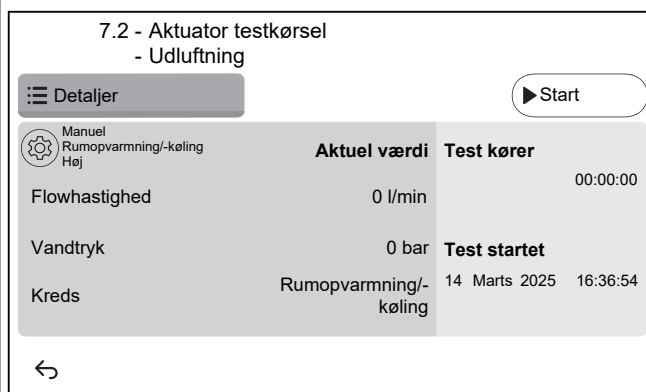 7.2 - Aktuator testkørsel
- Udluftning
Detaljer
Start
Manuel
Rumopvarmning/-køling
Høj
Aktuel værdi
Test kører
00:00:00
Flowhastighed
0 l/min
Vandtryk
0 bar
Test startet
14 Marts 2025 16:36:54
Kreds
Rumopvarmning/-
køling